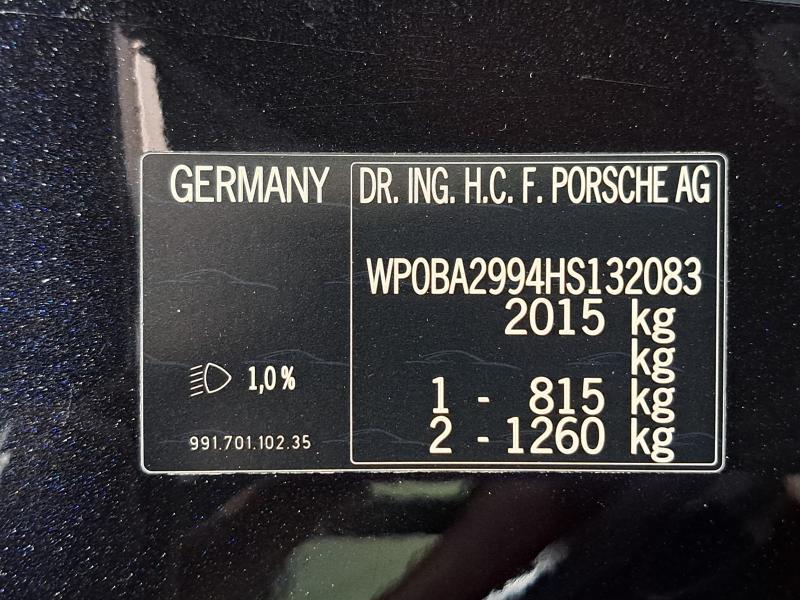 GERMANY
DR. ING. H.C. F. PORSCHE AG
WP0BA2994HS132083
2015 kg
kg
1 - 815 kg
2 - 1260 kg
1,0 %
991.701.102.35